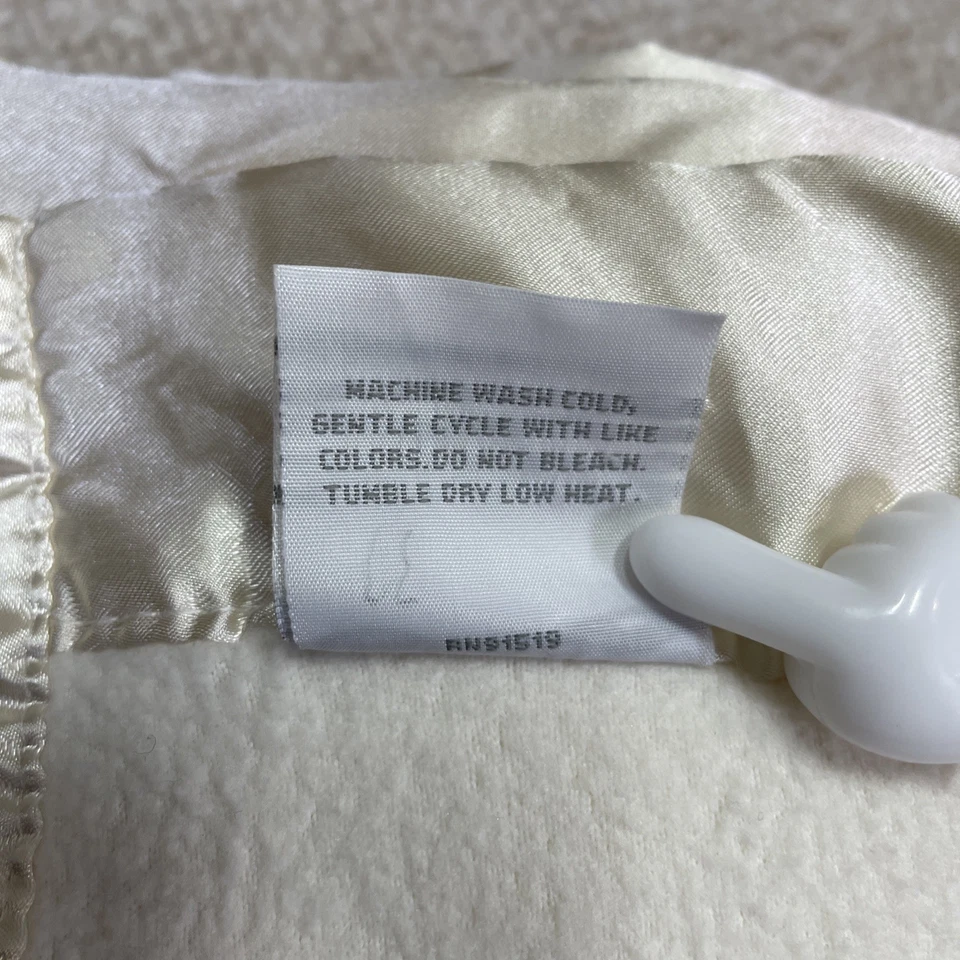 MACHINE WASH COLD,
GENTLE CYCLE WITH LIKE
COLORS.DO NOT BLEACH.
TUMBLE DRY LOW HEAT.
RN91519